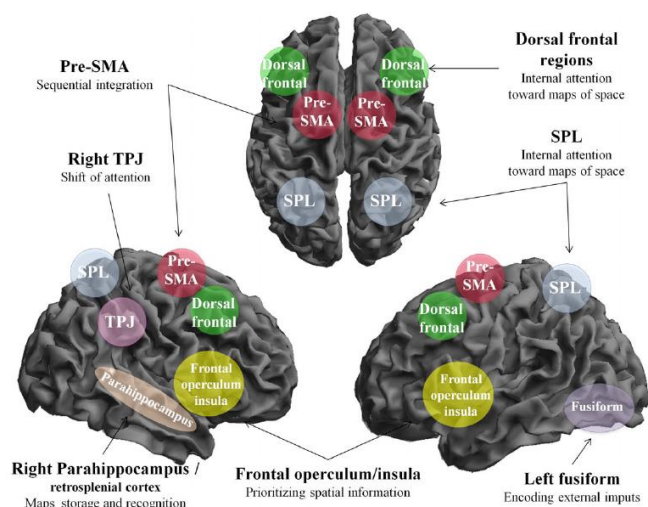 Pre-SMA
Sequential integration
Right TPJ
Shift of attention
Dorsal
frontal
Dorsal
frontal
Pre-
SMA
Pre-
SMA
SPL
SPL
Dorsal frontal
regions
Internal attention
toward maps of space
SPL
Internal attention
toward maps of space
SPL
Pre-
SMA
TPJ
Dorsal
frontal
Frontal
operculum
insula
Parahippocampus
Pre-
SMA
SPL
Dorsal
frontal
Frontal
operculum
insula
Fusiform
Right Parahippocampus /
retrosplenial cortex
Maps, storage and recognition
Frontal operculum/insula
Prioritizing spatial information
Left fusiform
Encoding external imputs